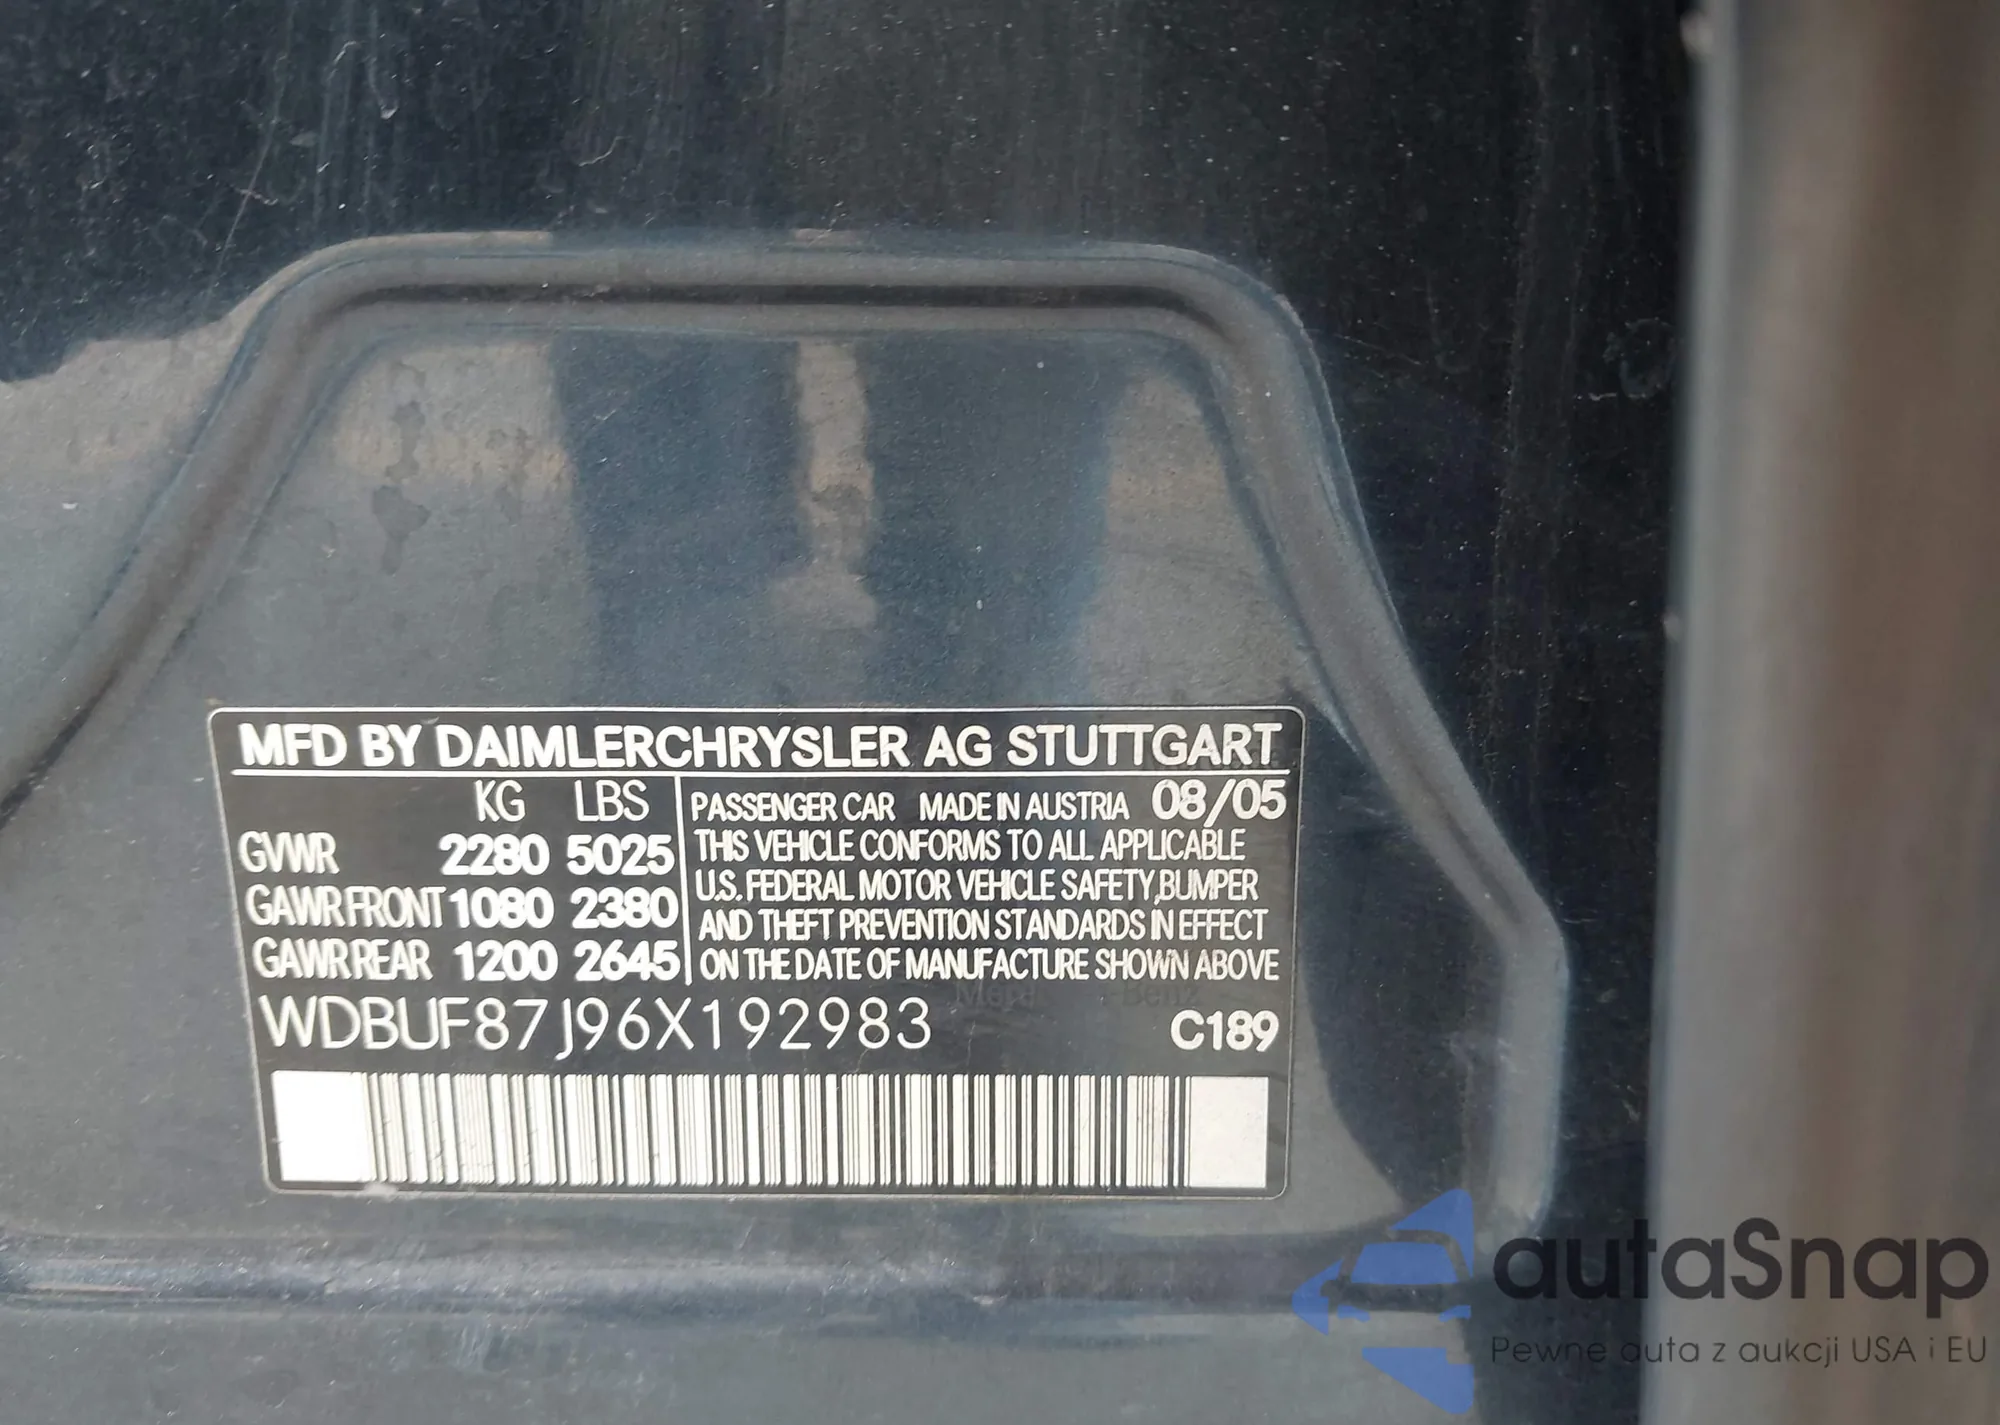 MFD BY DAIMLERCHRYSLER AG STUTTGART
KG LBS
GVWR 2280 5025
GAWR FRONT 1080 2380
GAWR REAR 1200 2645
PASSENGER CAR MADE IN AUSTRIA 08/05
THIS VEHICLE CONFORMS TO ALL APPLICABLE
U.S. FEDERAL MOTOR VEHICLE SAFETY, BUMPER
AND THEFT PREVENTION STANDARDS IN EFFECT
ON THE DATE OF MANUFACTURE SHOWN ABOVE
WDBUF87J96X192983 C189
autaSnap
Pewne auta z aukcji USA i EU